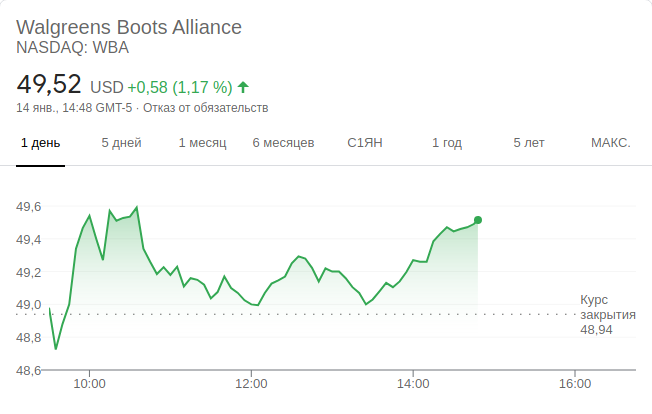 Walgreens Boots Alliance
NASDAQ: WBA
49,52 USD +0,58 (1,17 %)
14 янв., 14:48 GMT-5 · Отказ от обязательств
1 день 5 дней 1 месяц 6 месяцев С1ЯН 1 год 5 лет МАКС.
49,6
49,4
49,2
49,0
Курс
закрытия
48,94
48,8
48,6
10:00 12:00 14:00 16:00